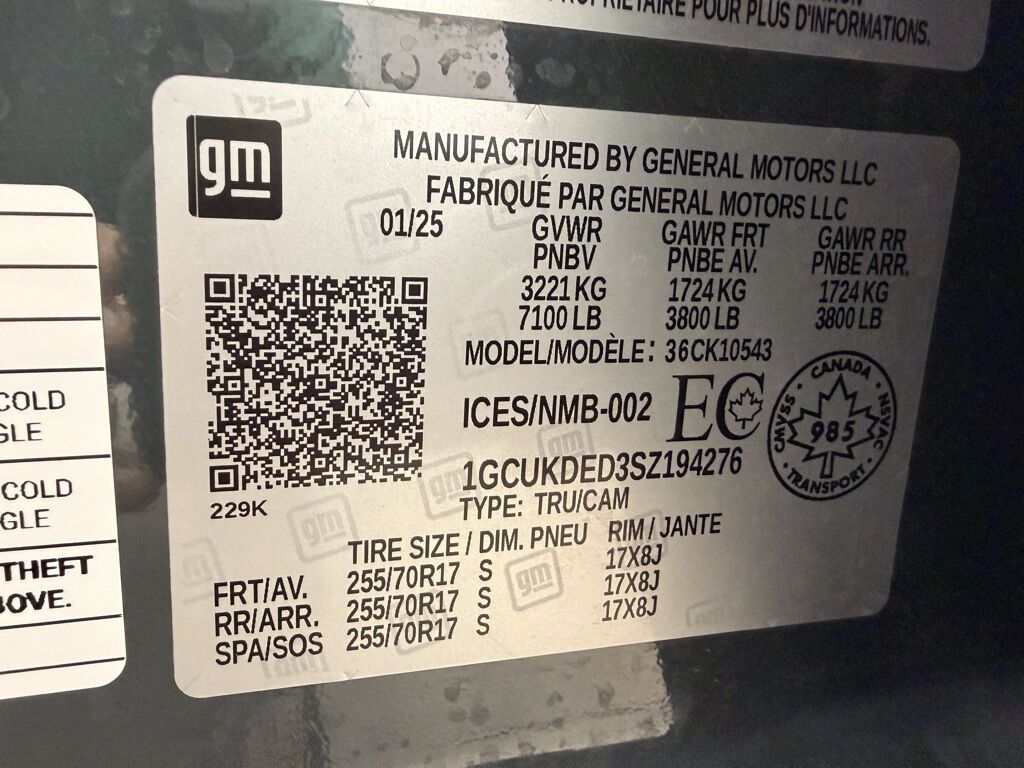 PROPRIÉTAIRE POUR PLUS D'INFORMATIONS.
gm
MANUFACTURED BY GENERAL MOTORS LLC
FABRIQUÉ PAR GENERAL MOTORS LLC
01/25 GVWR GAWR FRT GAWR RR
PNBV PNBE AV. PNBE ARR.
3221 KG 1724 KG 1724 KG
7100 LB 3800 LB 3800 LB
MODEL/MODÈLE: 36CK10543
ICES/NMB-002 EC
CANADA
CMVSS NSVAC
985
TRANSPORT
1GCUKDED3SZ194276
229K
TYPE: TRU/CAM
TIRE SIZE / DIM. PNEU RIM / JANTE
FRT/AV. 255/70R17 S 17X8J
RR/ARR. 255/70R17 S 17X8J
SPA/SOS 255/70R17 S 17X8J
COLD
GLE
COLD
GLE
THEFT
BOVE.